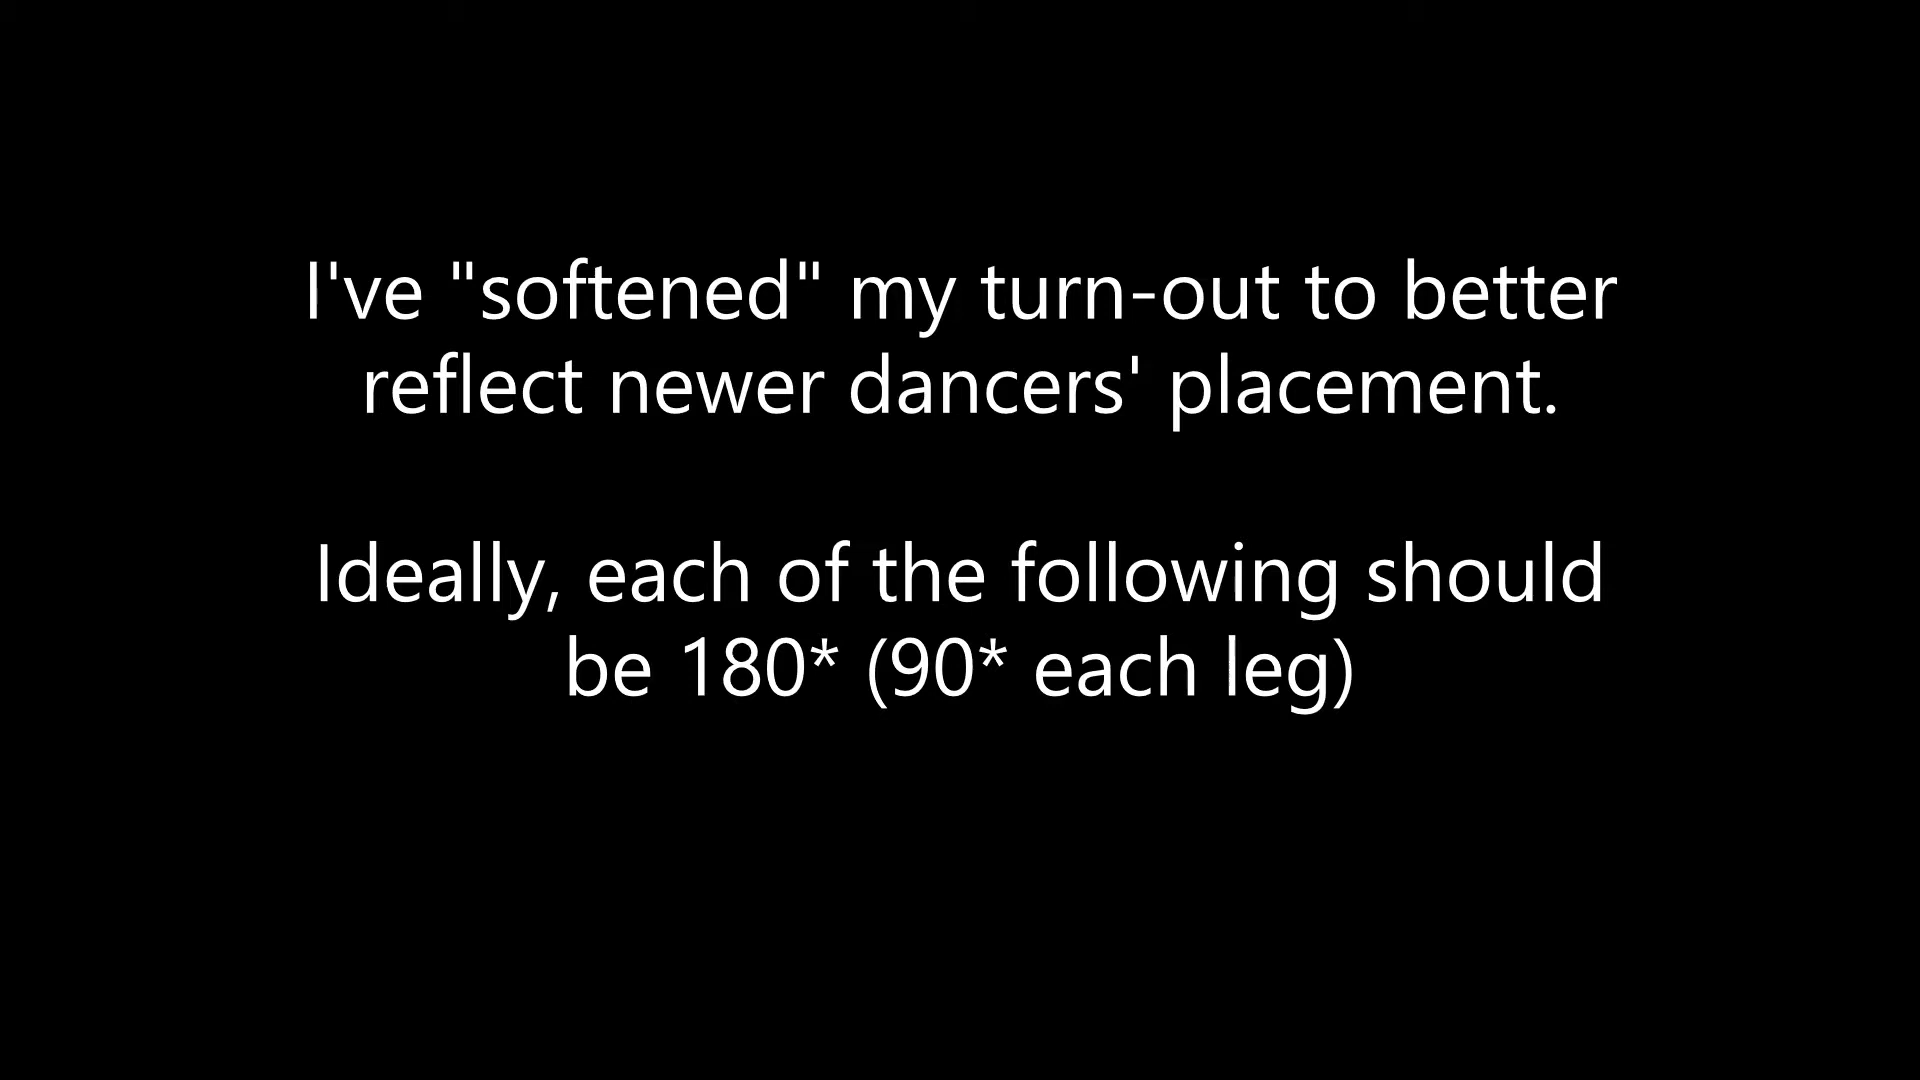 I've "softened" my turn-out to better
reflect newer dancers' placement.
Ideally, each of the following should
be 180* (90* each leg)